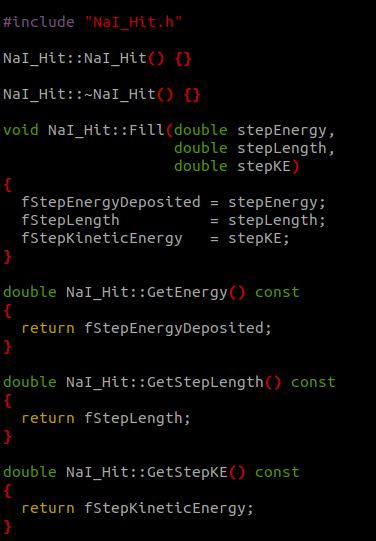 #include "NaI_Hit.h"

NaI_Hit::NaI_Hit() {}

NaI_Hit::~NaI_Hit() {}

void NaI_Hit::Fill(double stepEnergy,
                   double stepLength,
                   double stepKE)
{
  fStepEnergyDeposited = stepEnergy;
  fStepLength          = stepLength;
  fStepKineticEnergy   = stepKE;
}

double NaI_Hit::GetEnergy() const
{
  return fStepEnergyDeposited;
}

double NaI_Hit::GetStepLength() const
{
  return fStepLength;
}

double NaI_Hit::GetStepKE() const
{
  return fStepKineticEnergy;
}